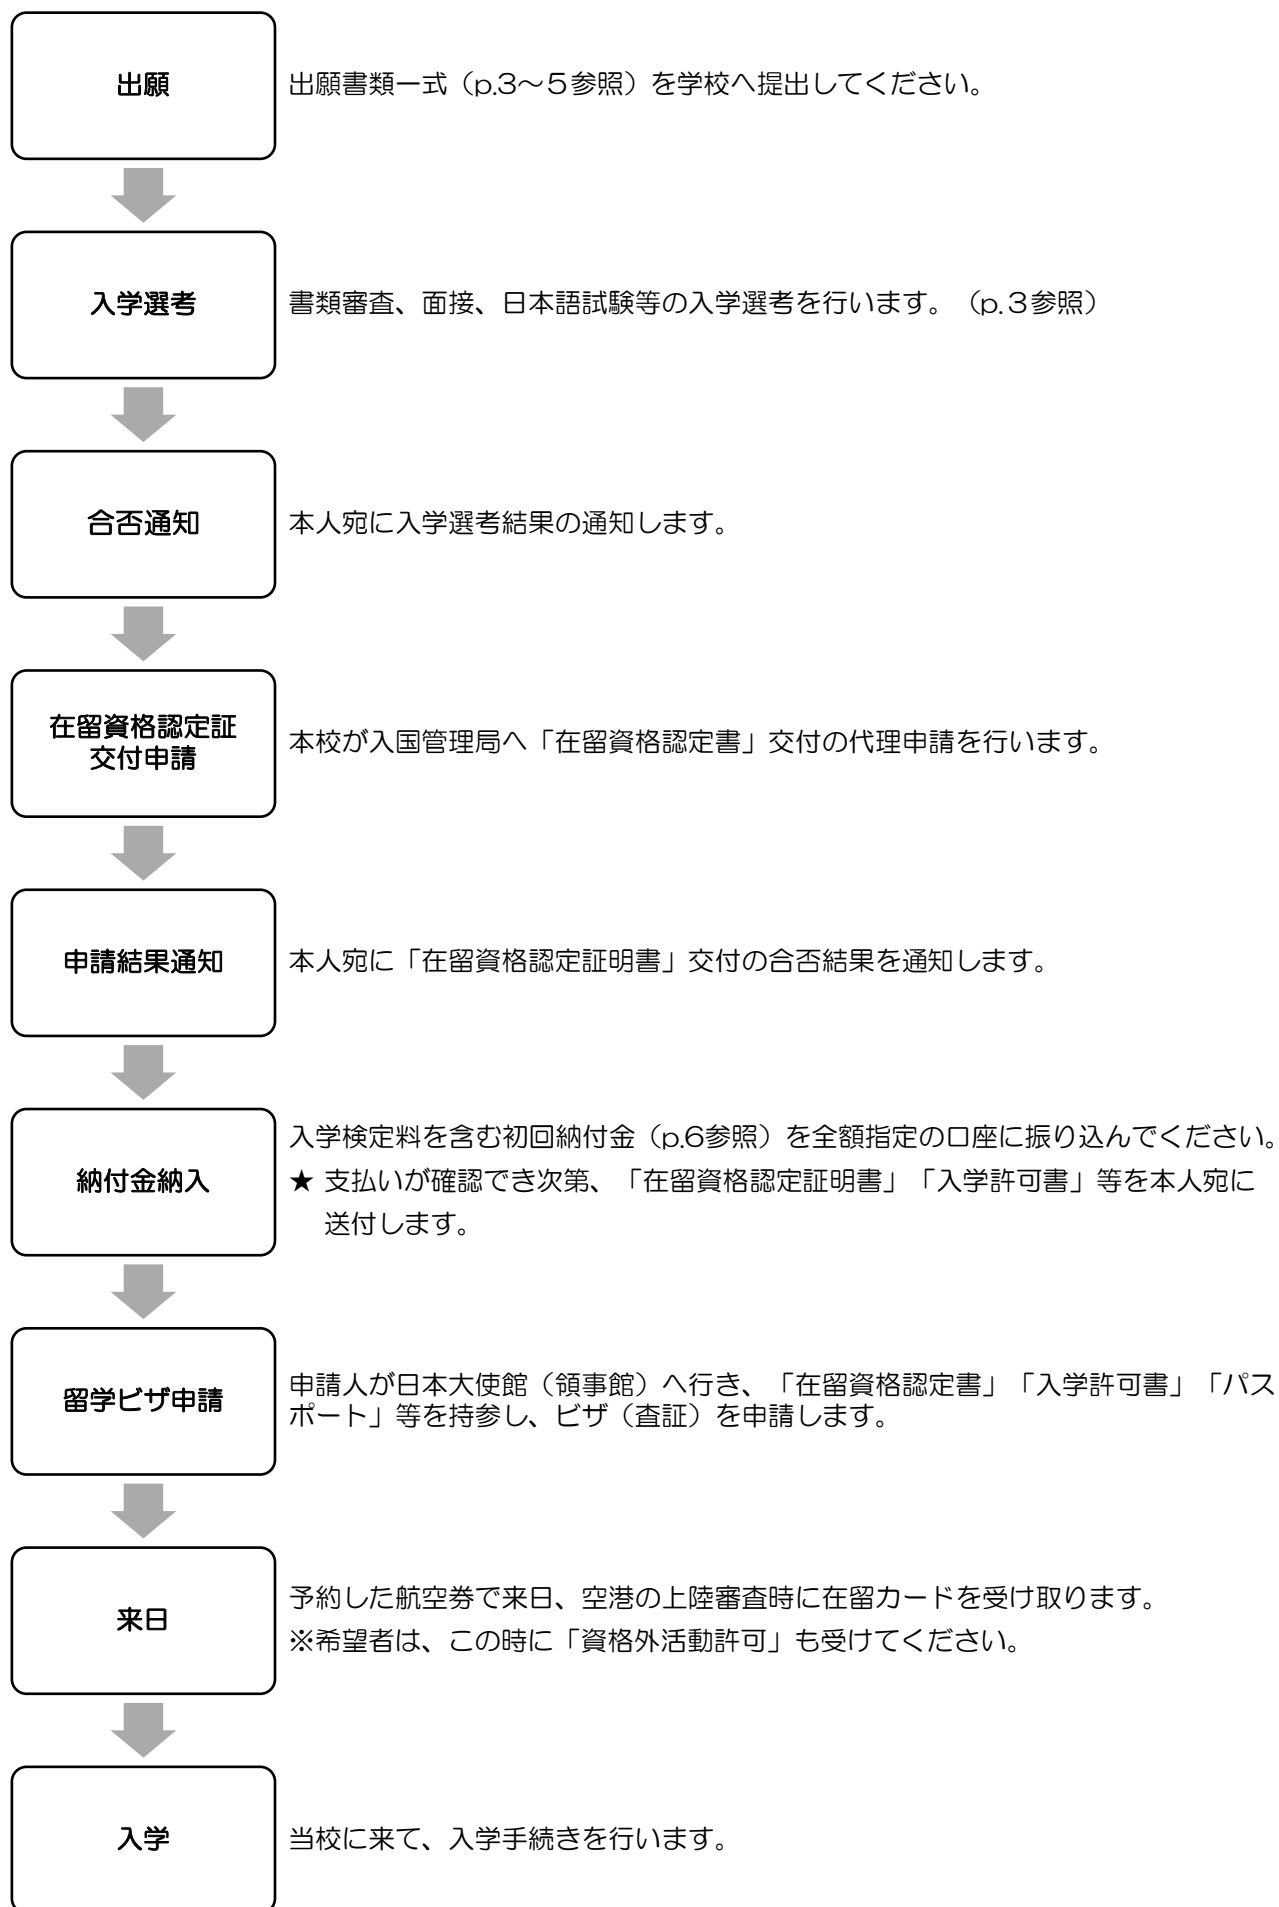 出願
出願書類一式（p.3～５参照）を学校へ提出してください。
入学選考
書類審査、面接、日本語試験等の入学選考を行います。（p.３参照）
合否通知
本人宛に入学選考結果の通知します。
在留資格認定証
交付申請
本校が入国管理局へ「在留資格認定書」交付の代理申請を行います。
申請結果通知
本人宛に「在留資格認定証明書」交付の合否結果を通知します。
納付金納入
入学検定料を含む初回納付金（p.6参照）を全額指定の口座に振り込んでください。
★ 支払いが確認でき次第、「在留資格認定証明書」「入学許可書」等を本人宛に
送付します。
留学ビザ申請
申請人が日本大使館（領事館）へ行き、「在留資格認定書」「入学許可書」「パス
ポート」等を持参し、ビザ（査証）を申請します。
来日
予約した航空券で来日、空港の上陸審査時に在留カードを受け取ります。
※希望者は、この時に「資格外活動許可」も受けてください。
入学
当校に来て、入学手続きを行います。